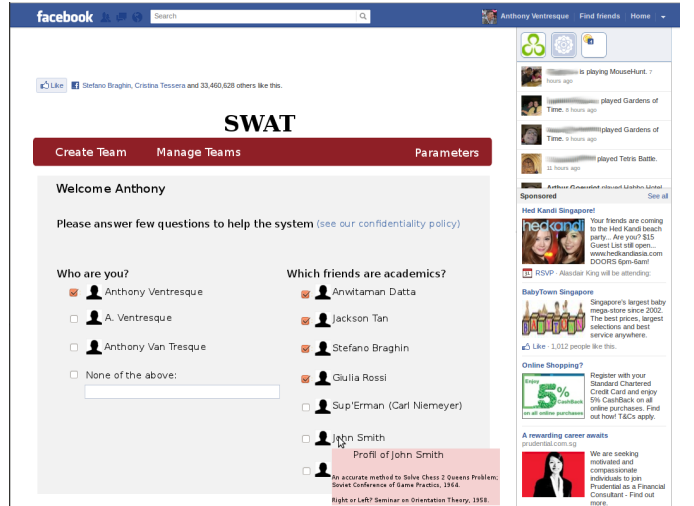 facebook
Search
Anthony Ventresque
Find friends
Home
Like
Stefano Braghin, Cristina Tessera and 33,460,628 others like this.
SWAT
Create Team
Manage Teams
Parameters
Welcome Anthony
Please answer few questions to help the system (see our confidentiality policy)
Who are you?
Anthony Ventresque
A. Ventresque
Anthony Van Tresque
None of the above:
Which friends are academics?
Anwitaman Datta
Jackson Tan
Stefano Braghin
Giulia Rossi
Sup'Erman (Carl Niemeyer)
John Smith
Profil of John Smith
An accurate method to Solve Chess 2 Queens Problem;
Soviet Conference of Game Practics, 1964.
Right or Left? Seminar on Orientation Theory, 1958.
is playing MouseHunt. 7
hours ago
played Gardens of
Time. 8 hours ago
played Gardens of
Time. 9 hours ago
played Tetris Battle.
11 hours ago
played Habbo Hotel
Sponsored
See all
Hed Kandi Singapore!
hedkandi
Your friends are coming
to the Hed Kandi beach
party... Are you? $15
Guest List still open...
www.hedkandiasia.com
DOORS 6pm-6am!
31
RSVP · Alasdair King will be attending:
BabyTown Singapore
Singapore's largest baby
mega-store since 2002.
The best prices, largest
selections and best
service anywhere.
Like · 1,012 people like this.
Online Shopping?
Enjoy
5%
CashBack
on all online purchases
Register with your
Standard Chartered
Credit Card and enjoy
5% CashBack on all
online purchases. Find
out how! T&Cs apply.
A rewarding career awaits
prudential.com.sg
We are seeking
motivated and
compassionate
individuals to join
Prudential as a Financial
Consultant - Find out
more.